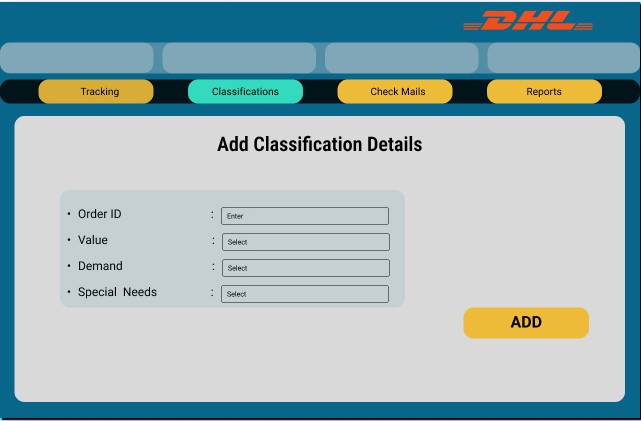 DHL
Tracking Classifications Check Mails Reports
Add Classification Details
• Order ID : Enter
• Value : Select
• Demand : Select
• Special Needs : Select
ADD